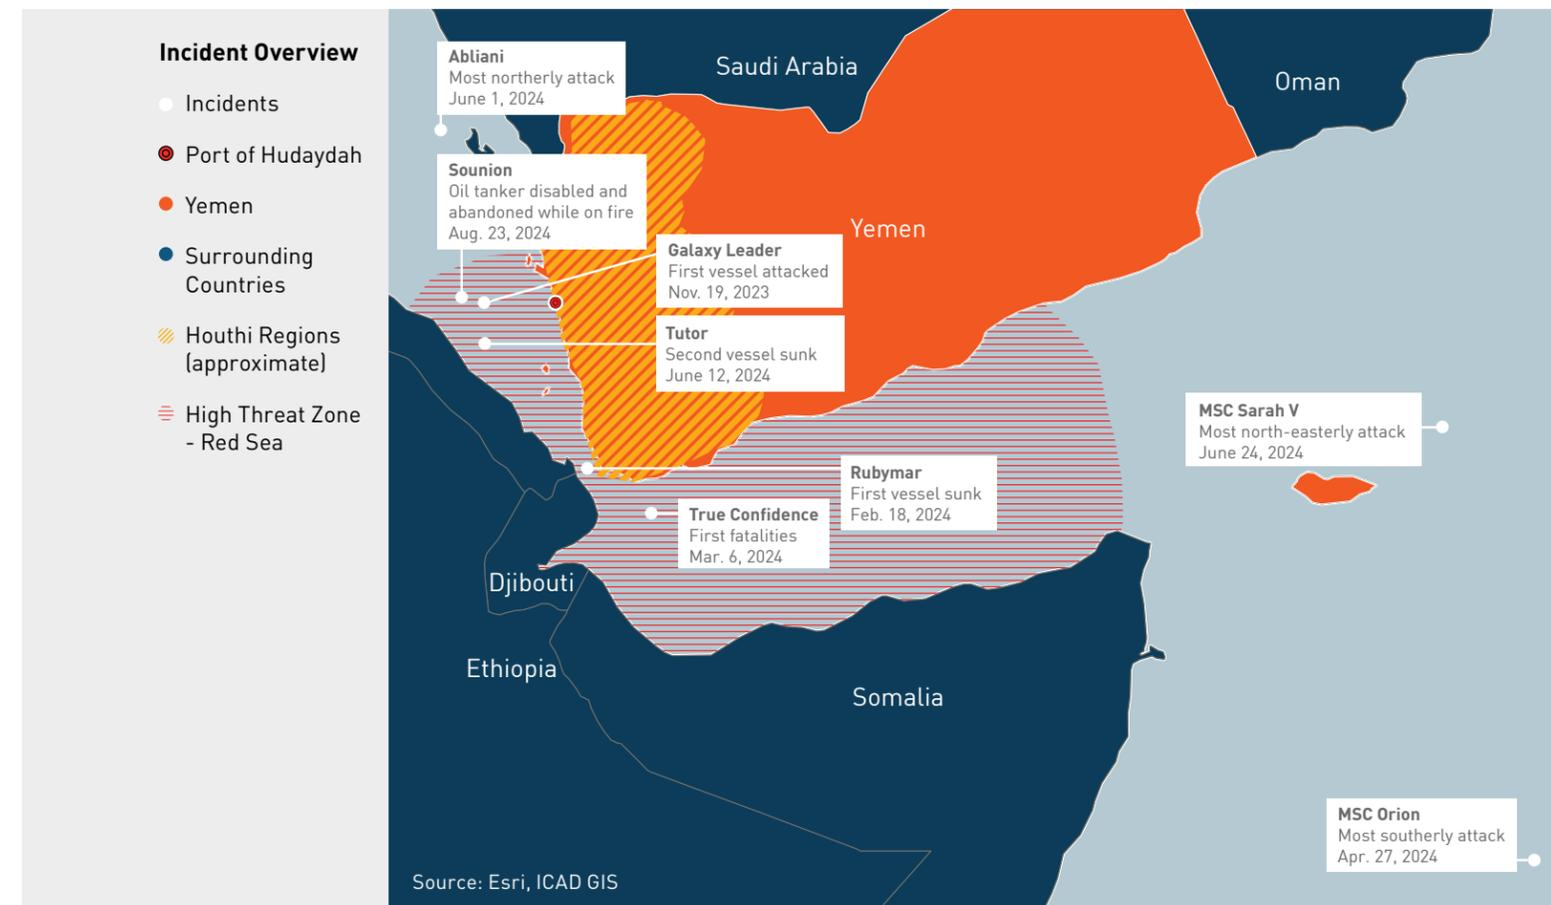 Incident Overview
Incidents
Port of Hudaydah
Yemen
Surrounding
Countries
Houthi Regions
(approximate)
High Threat Zone
- Red Sea
Abliani
Most northerly attack
June 1, 2024
Saudi Arabia
Oman
Sounion
Oil tanker disabled and
abandoned while on fire
Aug. 23, 2024
Yemen
Galaxy Leader
First vessel attacked
Nov. 19, 2023
Tutor
Second vessel sunk
June 12, 2024
MSC Sarah V
Most north-easterly attack
June 24, 2024
Rubymar
First vessel sunk
Feb. 18, 2024
True Confidence
First fatalities
Mar. 6, 2024
Djibouti
Ethiopia
Somalia
MSC Orion
Most southerly attack
Apr. 27, 2024
Source: Esri, ICAD GIS